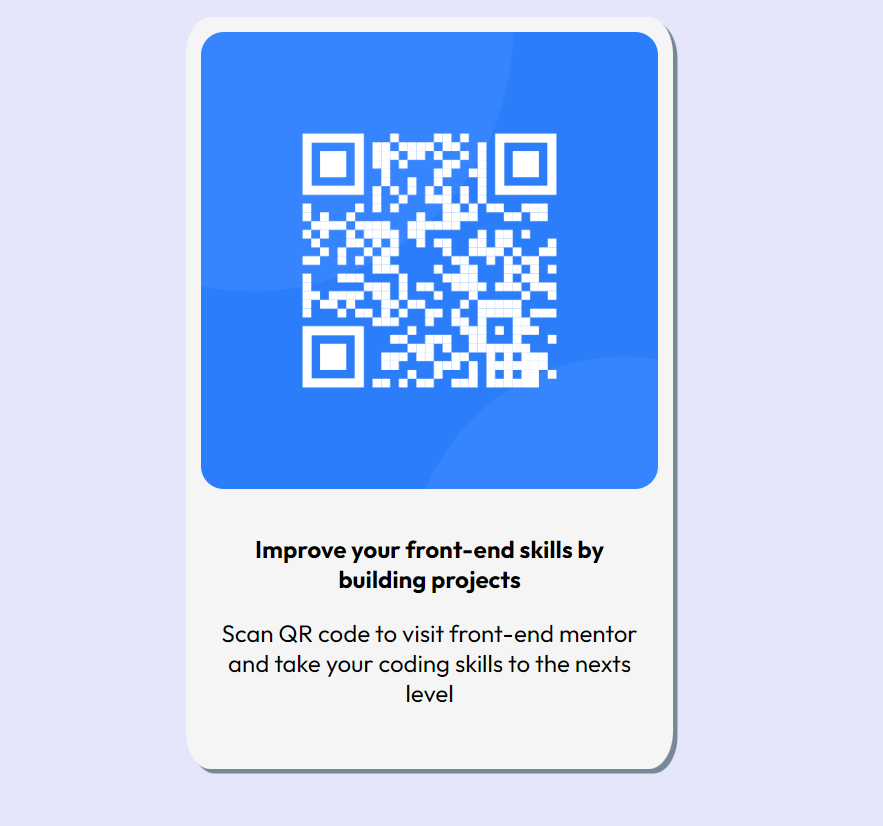 Improve your front-end skills by
building projects
Scan QR code to visit front-end mentor
and take your coding skills to the nexts
level